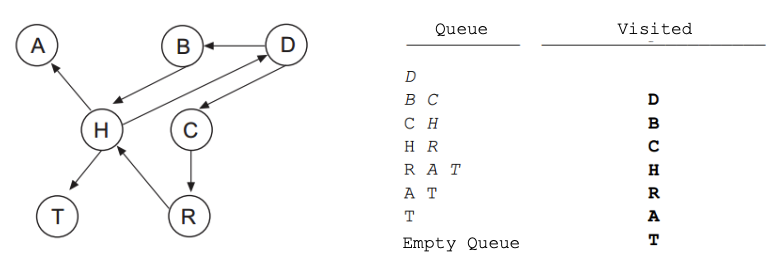 A B D
H C
T R
Queue Visited
D
B C D
C H B
H R C
R A T H
A T R
T A
Empty Queue T